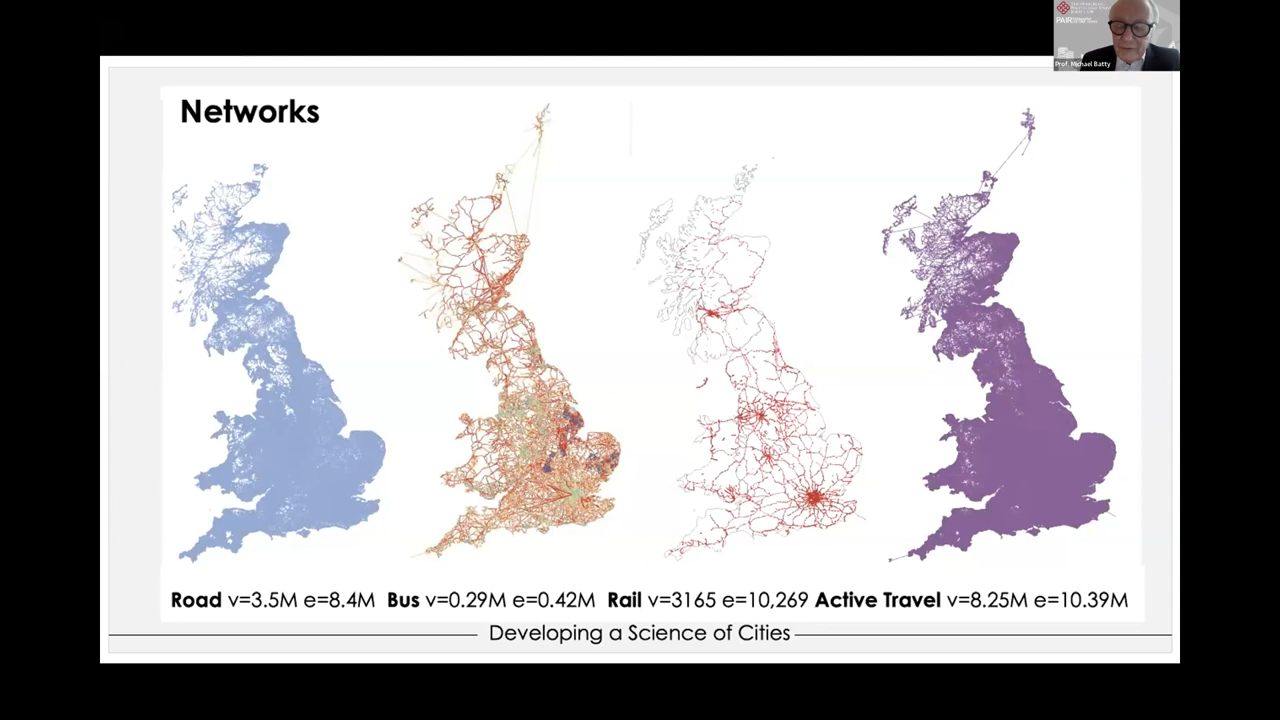 PAIR
Prof. Michael Batty
Networks
Road v=3.5M e=8.4M Bus v=0.29M e=0.42M Rail v=3165 e=10,269 Active Travel v=8.25M e=10.39M
Developing a Science of Cities